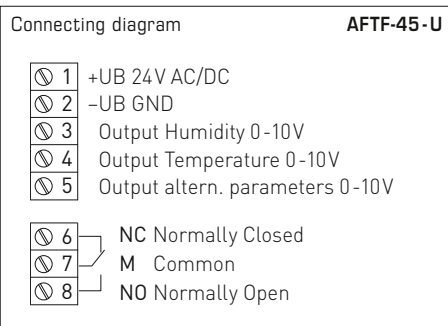 Connecting diagram AFTF-45-U
1 +UB 24V AC/DC
2 –UB GND
3 Output Humidity 0-10V
4 Output Temperature 0-10V
5 Output altern. parameters 0-10V
6 NC Normally Closed
7 M Common
8 NO Normally Open